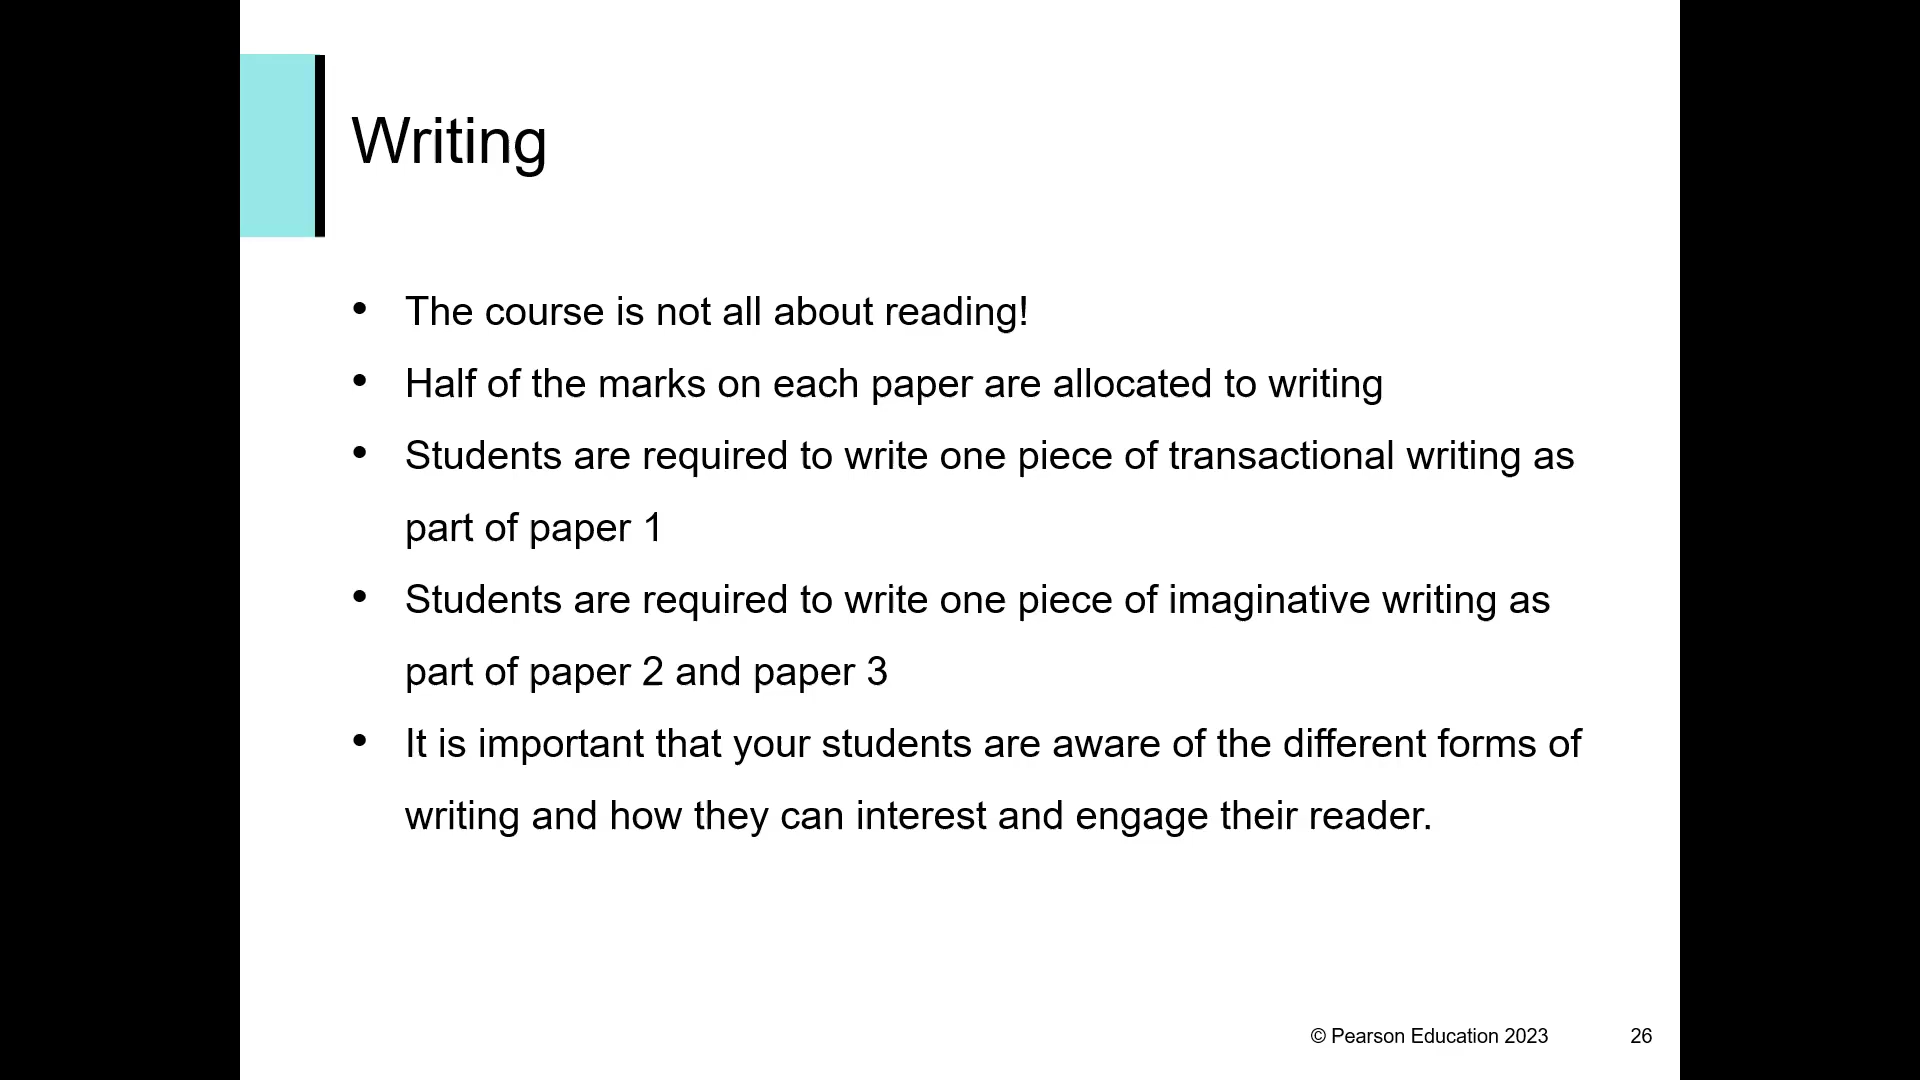 Writing
• The course is not all about reading!
• Half of the marks on each paper are allocated to writing
• Students are required to write one piece of transactional writing as
part of paper 1
• Students are required to write one piece of imaginative writing as
part of paper 2 and paper 3
• It is important that your students are aware of the different forms of
writing and how they can interest and engage their reader.
© Pearson Education 2023 26